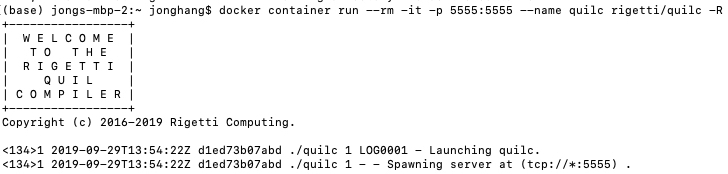 (base) jongs-mbp-2:~ jonghang$ docker container run --rm -it -p 5555:5555 --name quilc rigetti/quilc -R
+-----------------+
|  W E L C O M E  |
|   T O   T H E   |
|  R I G E T T I  |
|     Q U I L     |
| C O M P I L E R |
+-----------------+
Copyright (c) 2016-2019 Rigetti Computing.

<134>1 2019-09-29T13:54:22Z d1ed73b07abd ./quilc 1 LOG0001 - Launching quilc.
<134>1 2019-09-29T13:54:22Z d1ed73b07abd ./quilc 1 - - Spawning server at (tcp://*:5555) .